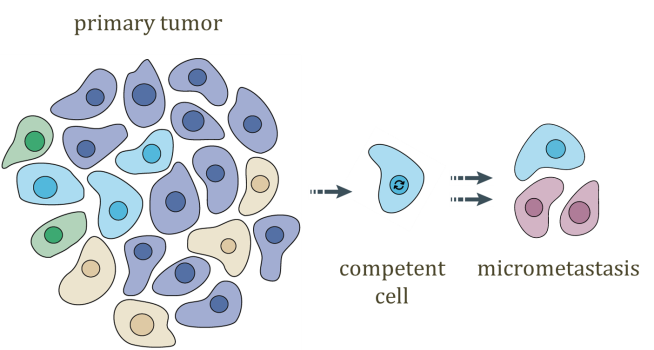 primary tumor
competent
cell
micrometastasis